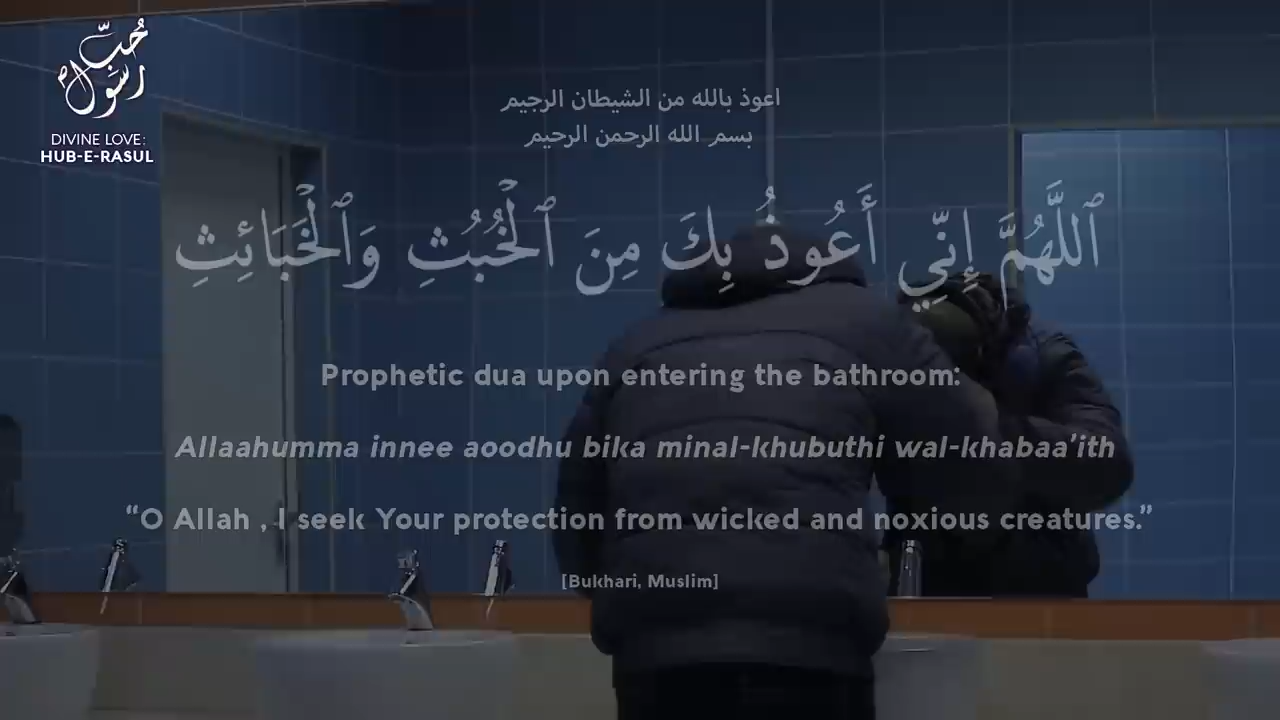 حُبِّ رَسُول
DIVINE LOVE:
HUB-E-RASUL
اعوذ بالله من الشيطان الرجيم
بسم الله الرحمن الرحيم
ٱللَّهُمَّ إِنِّي أَعُوذُ بِكَ مِنَ ٱلْخُبُثِ وَٱلْخَبَائِثِ
Prophetic dua upon entering the bathroom:
Allaahumma innee aoodhu bika minal-khubuthi wal-khabaa'ith
“O Allah , I seek Your protection from wicked and noxious creatures.”
[Bukhari, Muslim]